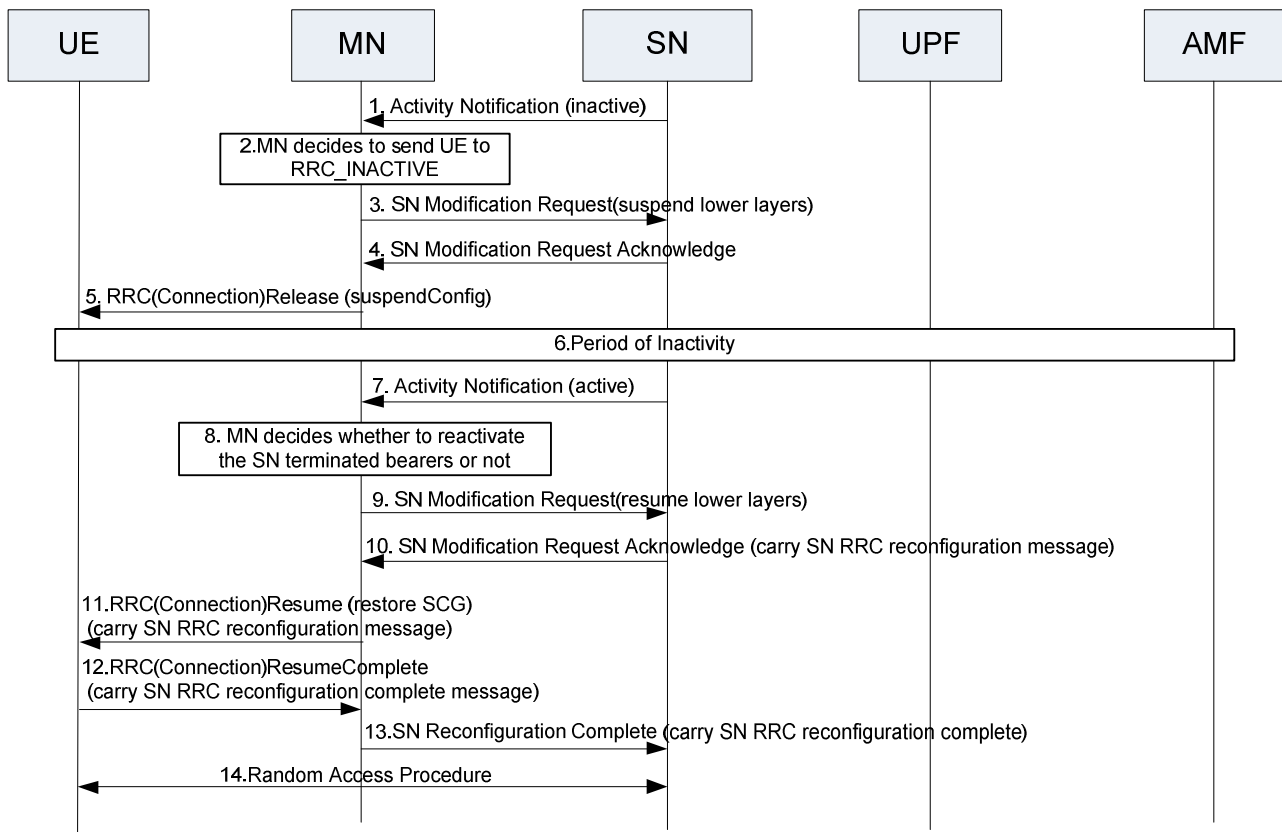 UE
MN
SN
UPF
AMF
1. Activity Notification (inactive)
2.MN decides to send UE to
RRC_INACTIVE
3. SN Modification Request(suspend lower layers)
4. SN Modification Request Acknowledge
5. RRC(Connection)Release (suspendConfig)
6.Period of Inactivity
7. Activity Notification (active)
8. MN decides whether to reactivate
the SN terminated bearers or not
9. SN Modification Request(resume lower layers)
10. SN Modification Request Acknowledge (carry SN RRC reconfiguration message)
11.RRC(Connection)Resume (restore SCG)
(carry SN RRC reconfiguration message)
12.RRC(Connection)ResumeComplete
(carry SN RRC reconfiguration complete message)
13.SN Reconfiguration Complete (carry SN RRC reconfiguration complete)
14.Random Access Procedure